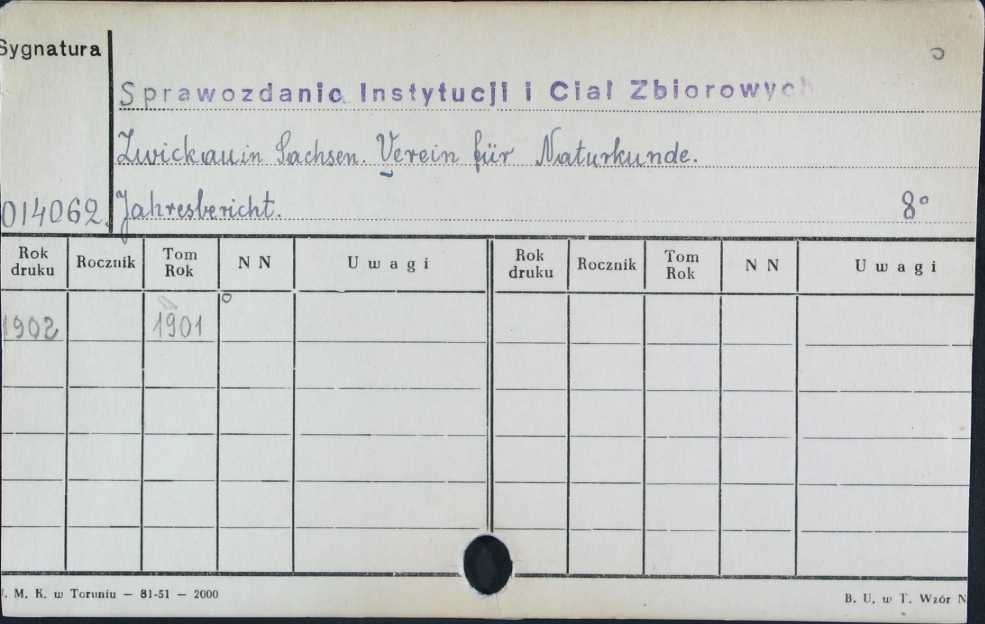 Sygnatura
Sprawozdanie Instytucji i Ciał Zbiorowych
Zwickau in Sachsen. Verein für Naturkunde.
014062. Jahresbericht. 8°
Rok druku Rocznik Tom Rok N N Uwagi Rok druku Rocznik Tom Rok N N Uwagi
1902 1901
U. M. K. w Toruniu — 81-51 — 2000 B. U. w T. Wzór N